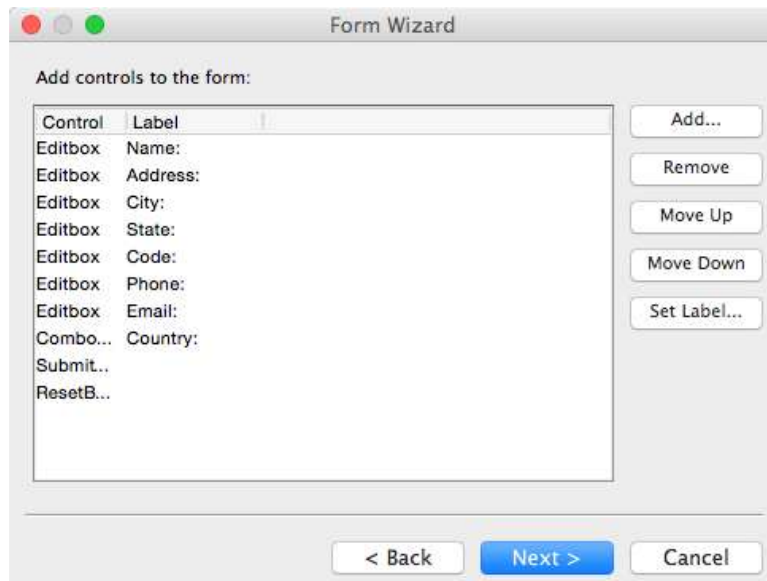 Form Wizard
Add controls to the form:
Control Label
Editbox Name:
Editbox Address:
Editbox City:
Editbox State:
Editbox Code:
Editbox Phone:
Editbox Email:
Combo... Country:
Submit...
ResetB...
Add...
Remove
Move Up
Move Down
Set Label...
< Back Next > Cancel